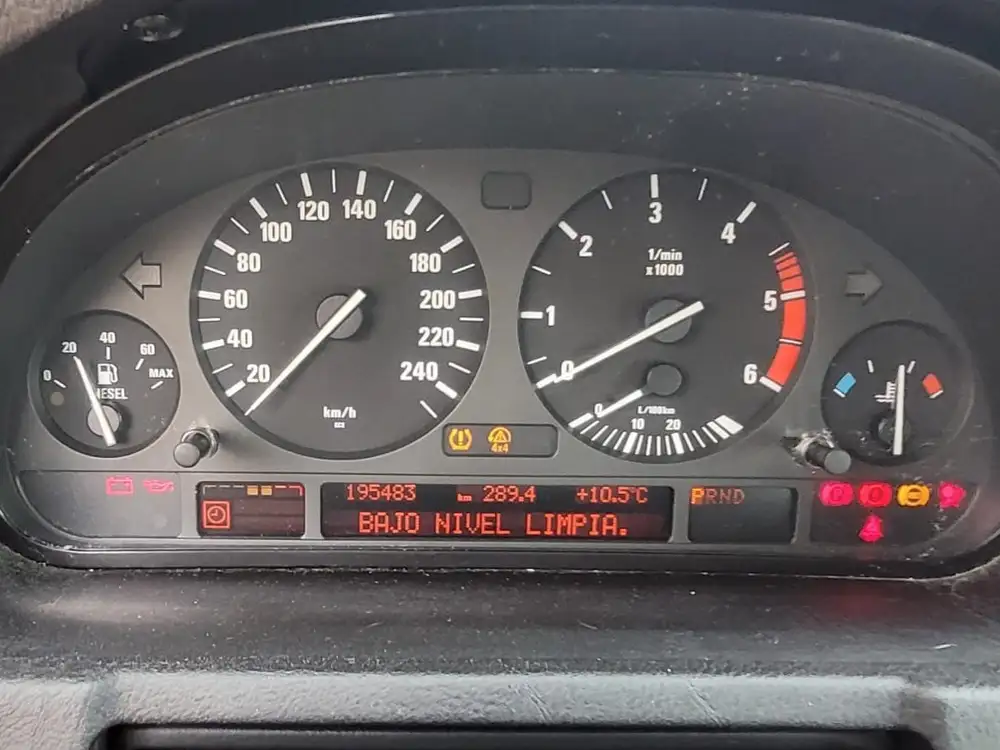 120 140
100 160
80 180
60 200
40 220
20 240
km/h
3
2 4
1/min
x1000
1 5
0 6
0 L/100km
10 20
40
20 60
0 MAX
4x4
195483 km 289.4 +10.5°C
BAJO NIVEL LIMPIA.
PRND